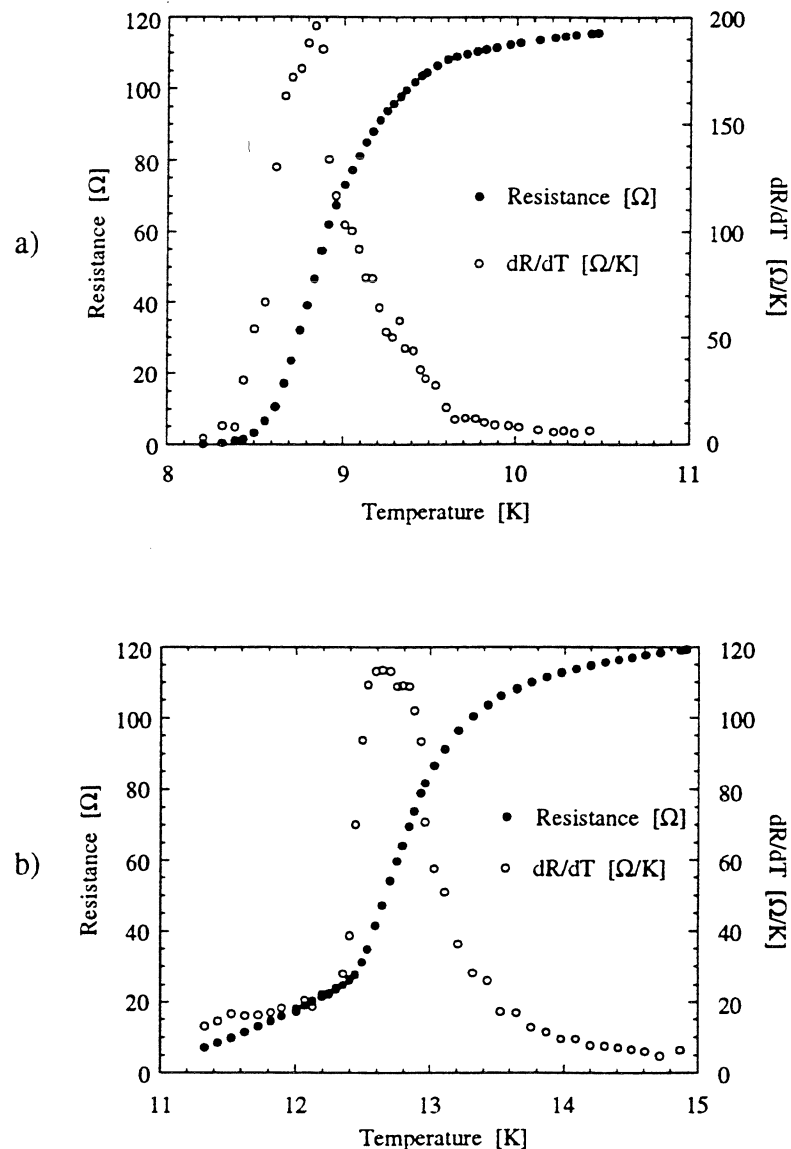 a)
120
100
80
60
40
20
0
Resistance [Ω]
200
150
100
50
0
dR/dT [Ω/K]
● Resistance [Ω]
○ dR/dT [Ω/K]
8
9
10
11
Temperature [K]
b)
120
100
80
60
40
20
0
Resistance [Ω]
120
100
80
60
40
20
0
dR/dT [Ω/K]
● Resistance [Ω]
○ dR/dT [Ω/K]
11
12
13
14
15
Temperature [K]